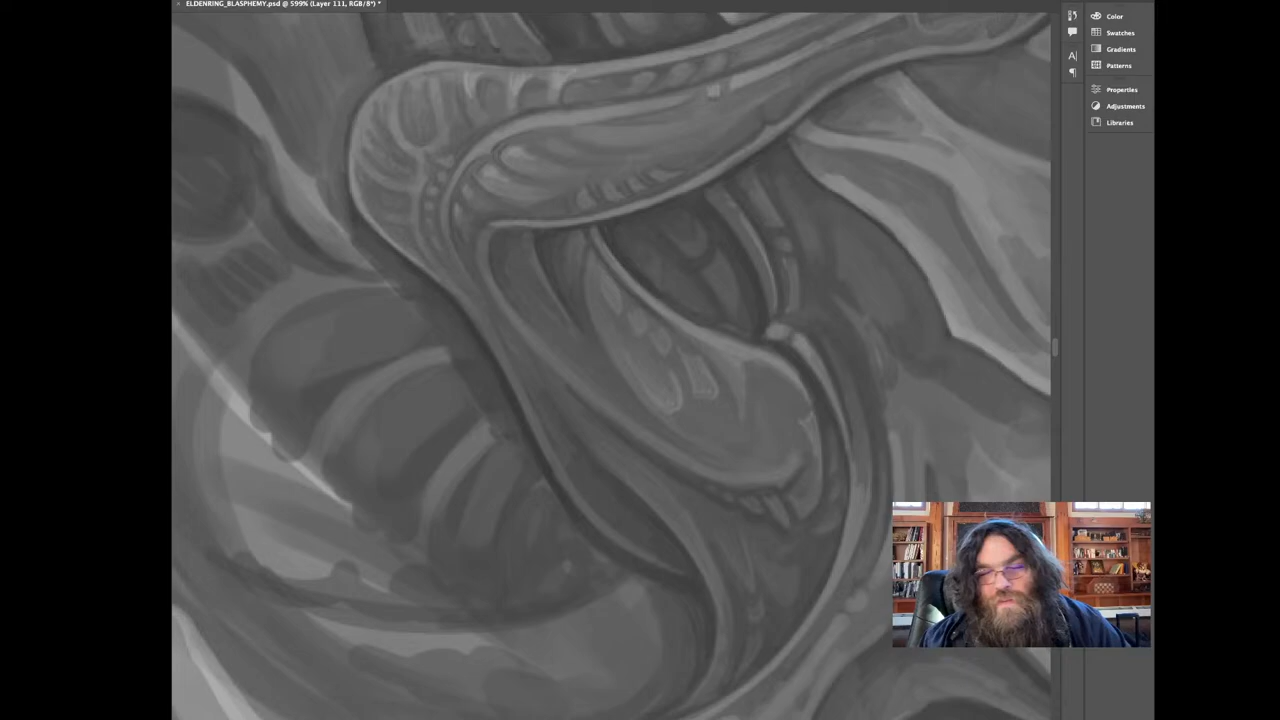 × ELDENRING_BLASPHEMY.psd @ 599% (Layer 111, RGB/8*) *
Color
Swatches
Gradients
Patterns
Properties
Adjustments
Libraries